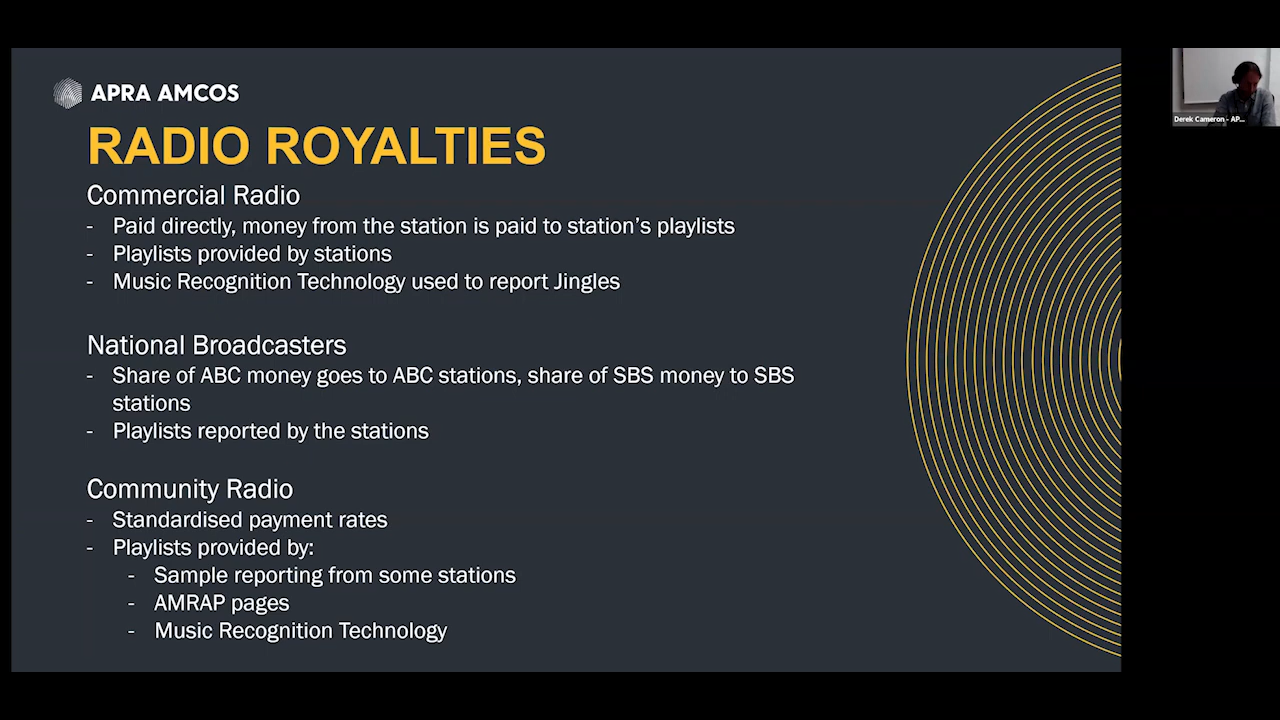 APRA AMCOS
RADIO ROYALTIES
Commercial Radio
- Paid directly, money from the station is paid to station’s playlists
- Playlists provided by stations
- Music Recognition Technology used to report Jingles
National Broadcasters
- Share of ABC money goes to ABC stations, share of SBS money to SBS
stations
- Playlists reported by the stations
Community Radio
- Standardised payment rates
- Playlists provided by:
- Sample reporting from some stations
- AMRAP pages
- Music Recognition Technology
Derek Cameron - AP...